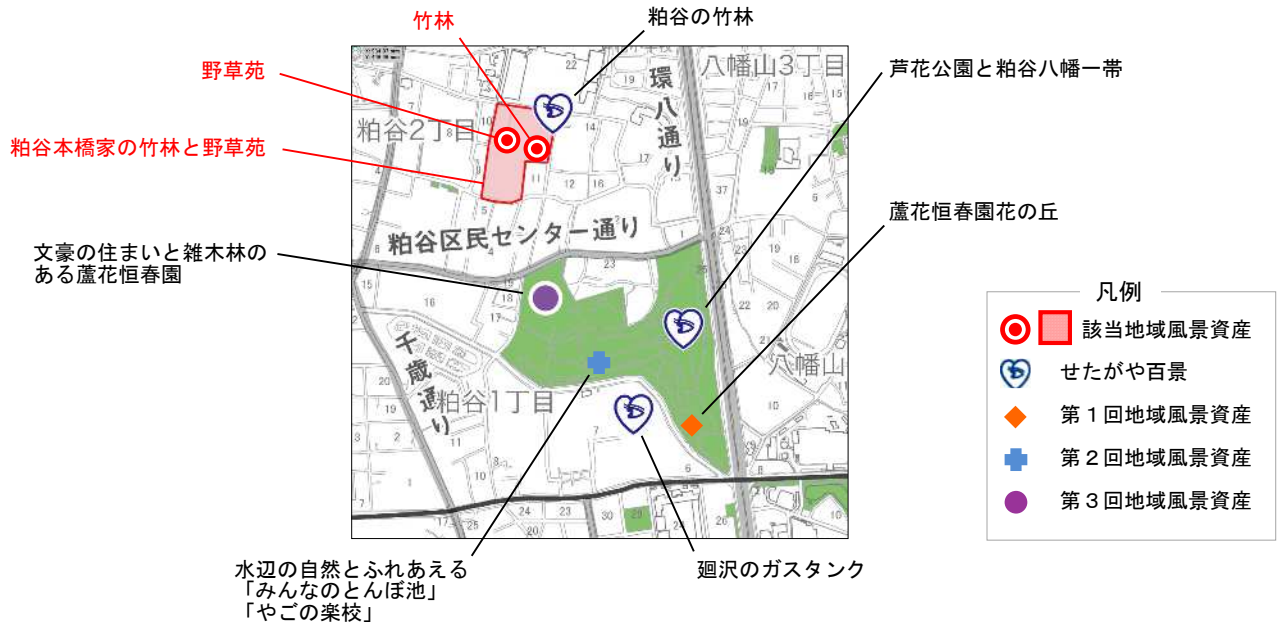 竹林
粕谷の竹林
野草苑
芦花公園と粕谷八幡一帯
粕谷本橋家の竹林と野草苑
蘆花恒春園花の丘
文豪の住まいと雑木林の
ある蘆花恒春園
八幡山3丁目
環八通り
粕谷2丁目
粕谷区民センター通り
千歳通り
粕谷1丁目
八幡山
凡例
該当地域風景資産
せたがや百景
第1回地域風景資産
第2回地域風景資産
第3回地域風景資産
水辺の自然とふれあえる
「みんなのとんぼ池」
「やごの楽校」
廻沢のガスタンク